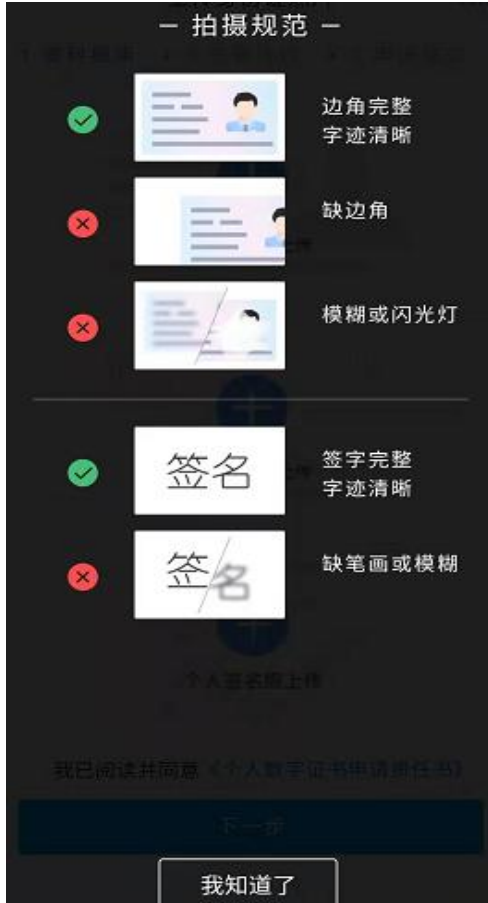 — 拍摄规范 —
边角完整
字迹清晰
缺边角
模糊或闪光灯
签名
签字完整
字迹清晰
签名
缺笔画或模糊
个人签名照上传
我已阅读并同意《个人数字证书申请责任书》
下一步
我知道了